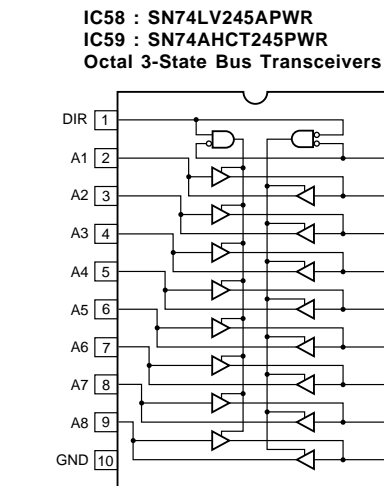 IC58 : SN74LV245APWR
IC59 : SN74AHCT245PWR
Octal 3-State Bus Transceivers
DIR 1
A1 2
A2 3
A3 4
A4 5
A5 6
A6 7
A7 8
A8 9
GND 10